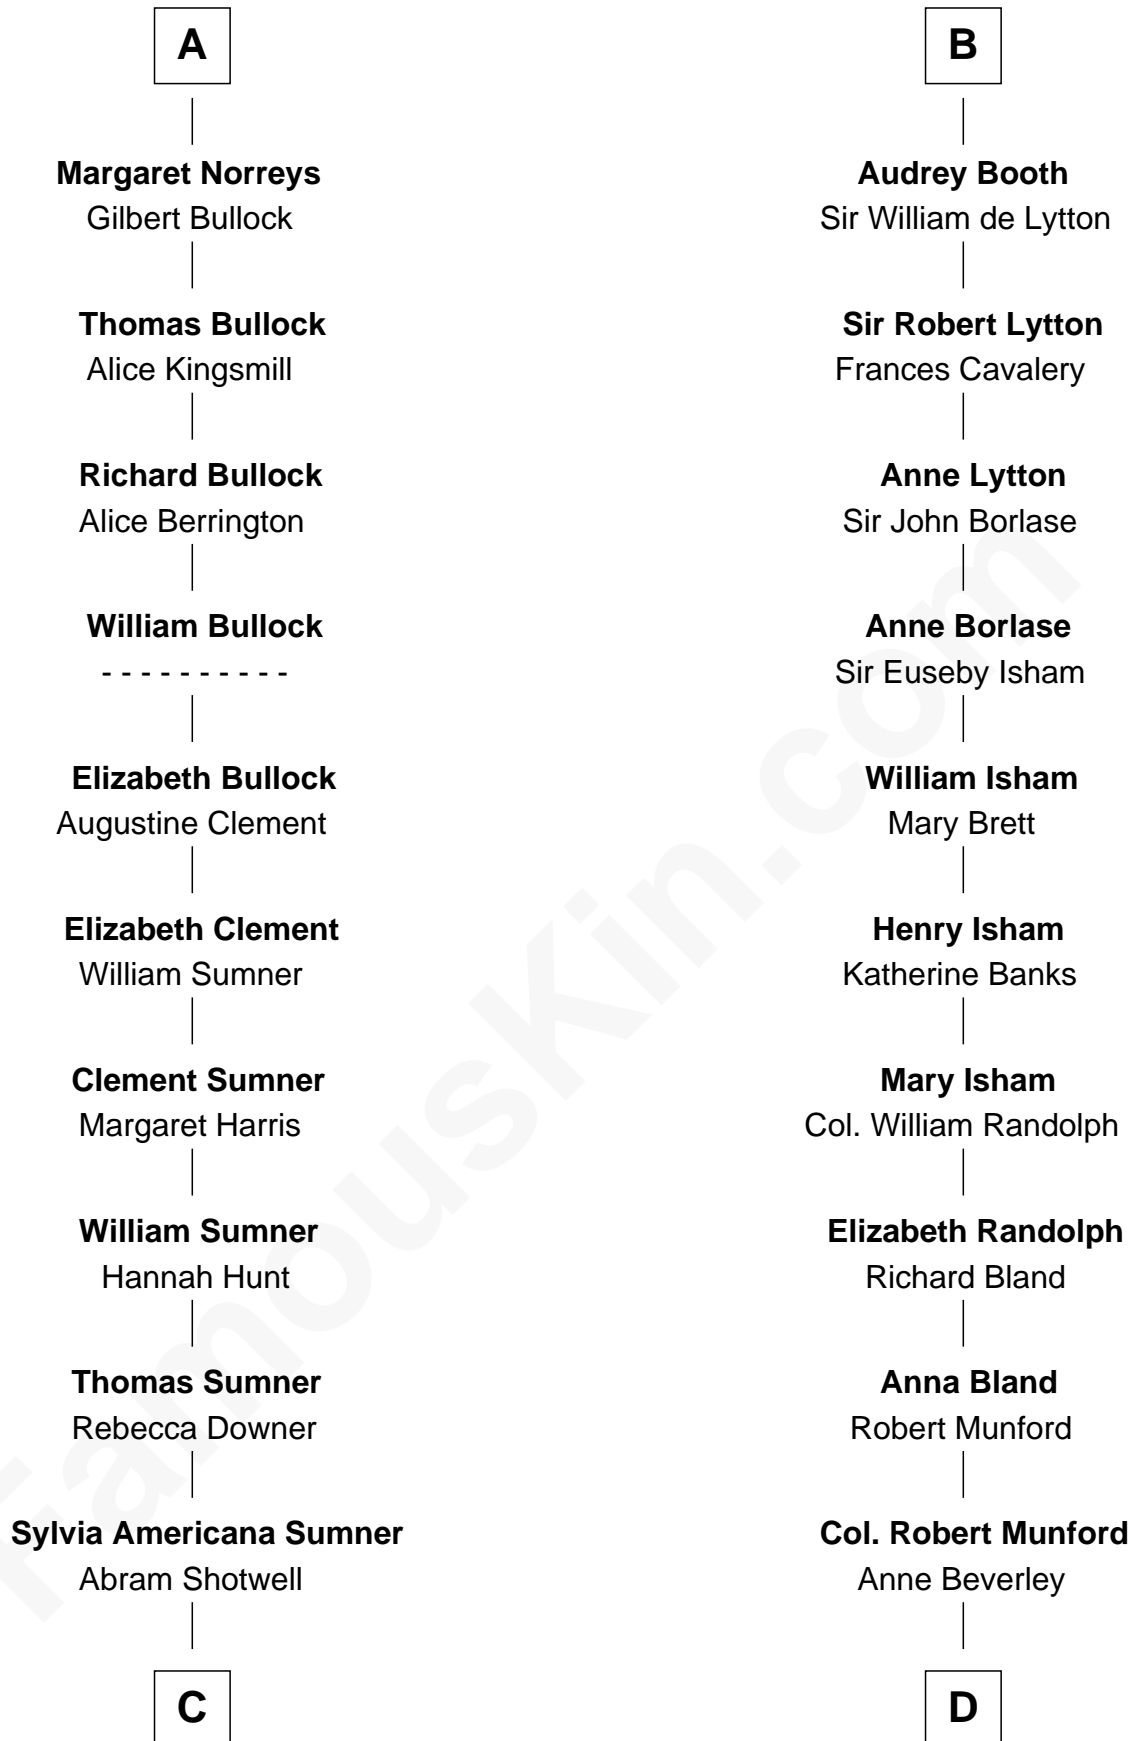 A
Margaret Norreys
Gilbert Bullock
Thomas Bullock
Alice Kingsmill
Richard Bullock
Alice Berrington
William Bullock
- - - - - - - - - -
Elizabeth Bullock
Augustine Clement
Elizabeth Clement
William Sumner
Clement Sumner
Margaret Harris
William Sumner
Hannah Hunt
Thomas Sumner
Rebecca Downer
Sylvia Americana Sumner
Abram Shotwell
C
B
Audrey Booth
Sir William de Lytton
Sir Robert Lytton
Frances Cavalery
Anne Lytton
Sir John Borlase
Anne Borlase
Sir Euseby Isham
William Isham
Mary Brett
Henry Isham
Katherine Banks
Mary Isham
Col. William Randolph
Elizabeth Randolph
Richard Bland
Anna Bland
Robert Munford
Col. Robert Munford
Anne Beverley
D
FamousKin.com